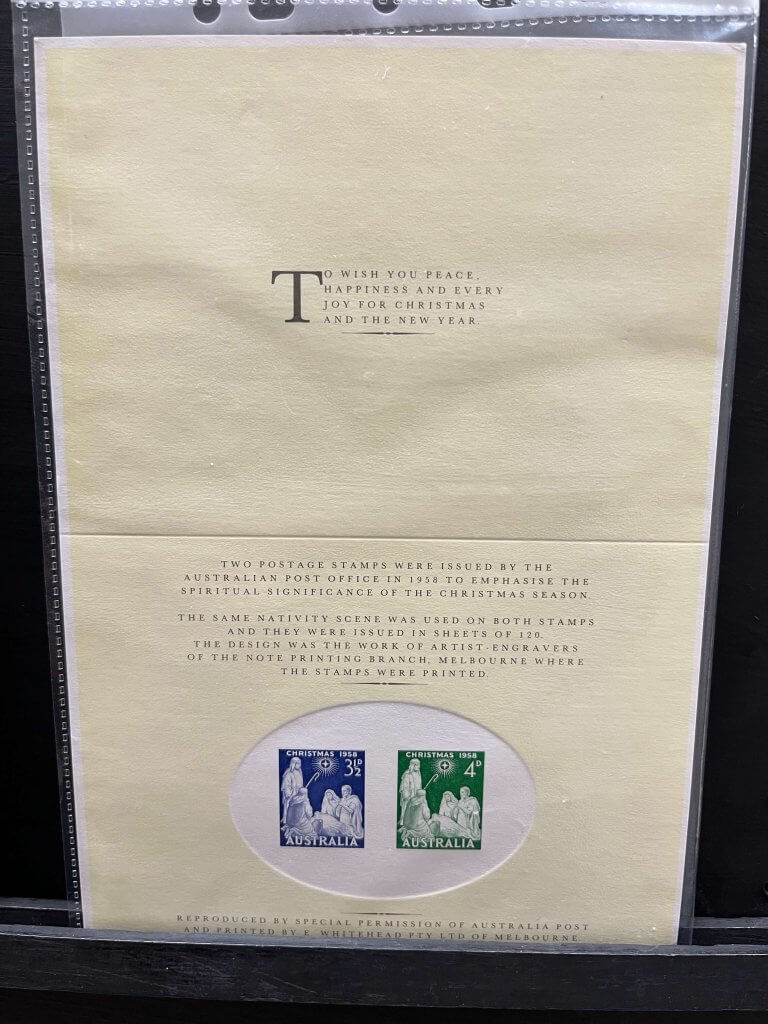 TO WISH YOU PEACE,
HAPPINESS AND EVERY
JOY FOR CHRISTMAS
AND THE NEW YEAR.
TWO POSTAGE STAMPS WERE ISSUED BY THE
AUSTRALIAN POST OFFICE IN 1958 TO EMPHASISE THE
SPIRITUAL SIGNIFICANCE OF THE CHRISTMAS SEASON.
THE SAME NATIVITY SCENE WAS USED ON BOTH STAMPS
AND THEY WERE ISSUED IN SHEETS OF 120.
THE DESIGN WAS THE WORK OF ARTIST-ENGRAVERS
OF THE NOTE PRINTING BRANCH, MELBOURNE WHERE
THE STAMPS WERE PRINTED.
CHRISTMAS 1958
3½D
AUSTRALIA
CHRISTMAS 1958
4D
AUSTRALIA
REPRODUCED BY SPECIAL PERMISSION OF AUSTRALIA POST
AND PRINTED BY E. WHITEHEAD PTY LTD OF MELBOURNE.